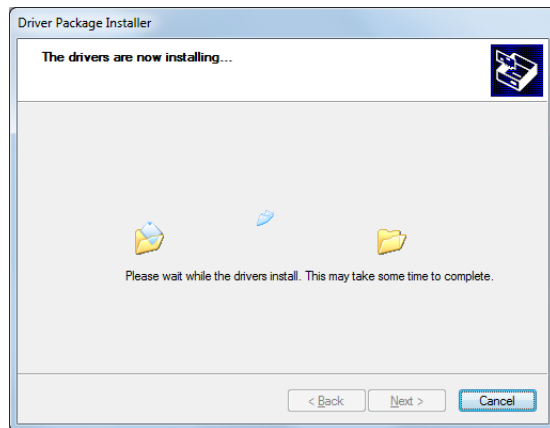 Driver Package Installer
The drivers are now installing...
Please wait while the drivers install. This may take some time to complete.
< Back
Next >
Cancel